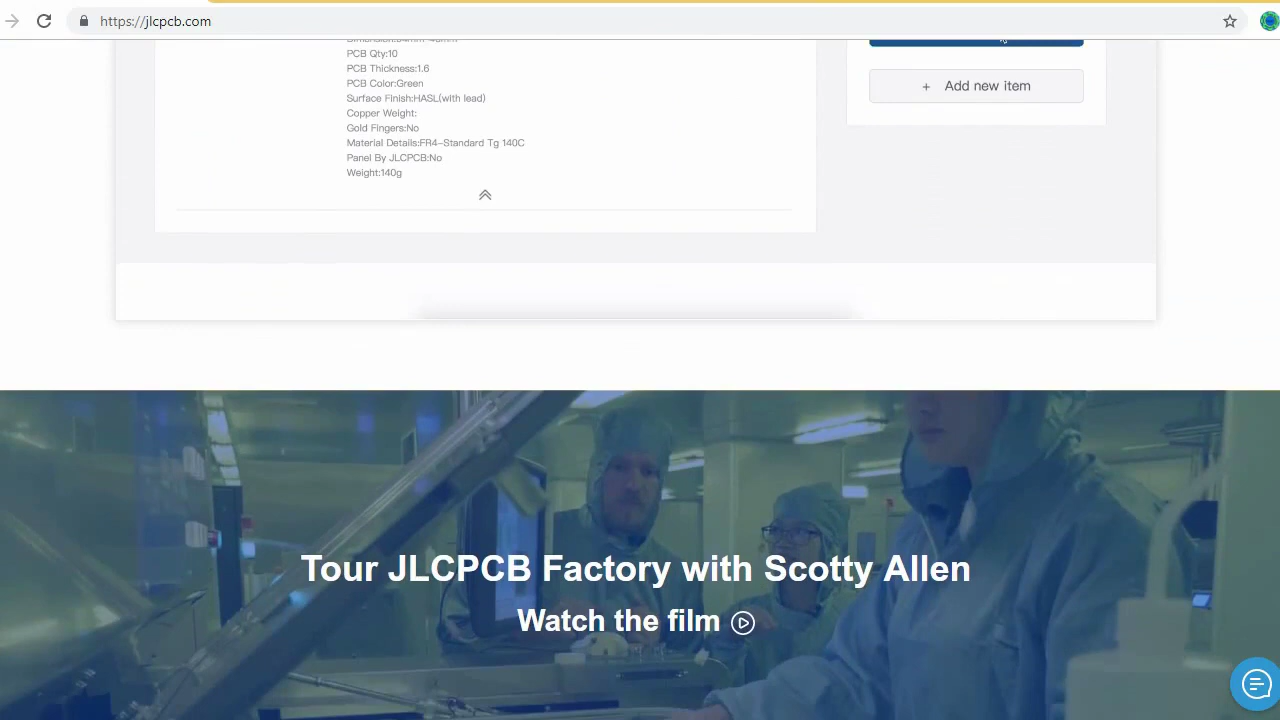 https://jlcpcb.com
PCB Qty:10
PCB Thickness:1.6
PCB Color:Green
Surface Finish:HASL(with lead)
Copper Weight:
Gold Fingers:No
Material Details:FR4-Standard Tg 140C
Panel By JLCPCB:No
Weight:140g
+ Add new item
Tour JLCPCB Factory with Scotty Allen
Watch the film